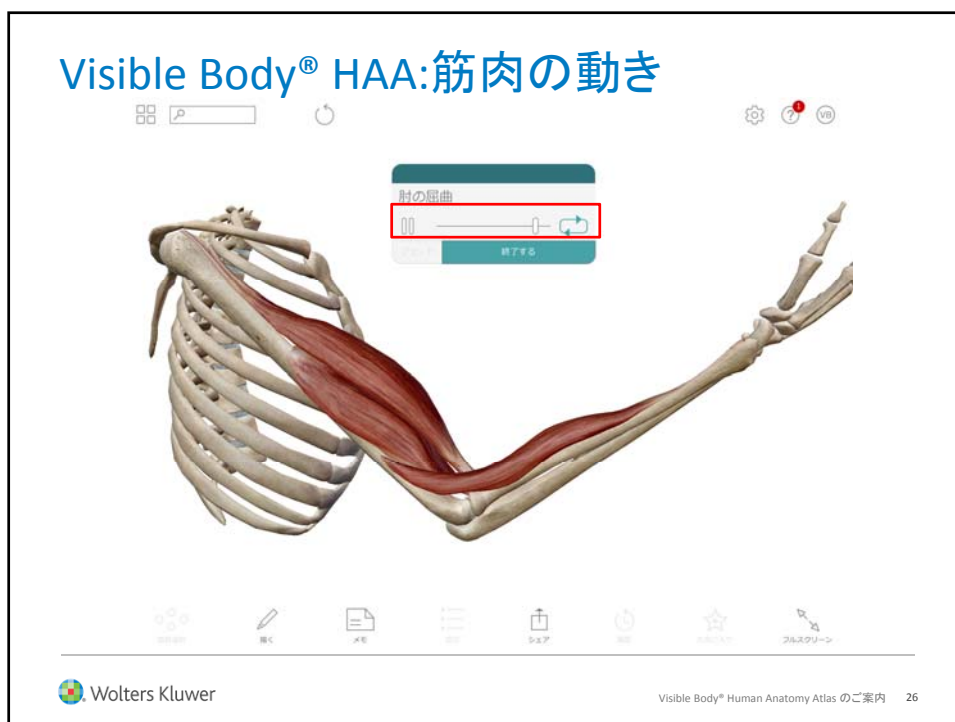 Visible Body® HAA:筋肉の動き
1
VB
肘の屈曲
終了する
描く
メモ
シェア
フルスクリーン
Wolters Kluwer
Visible Body® Human Anatomy Atlas のご案内 26